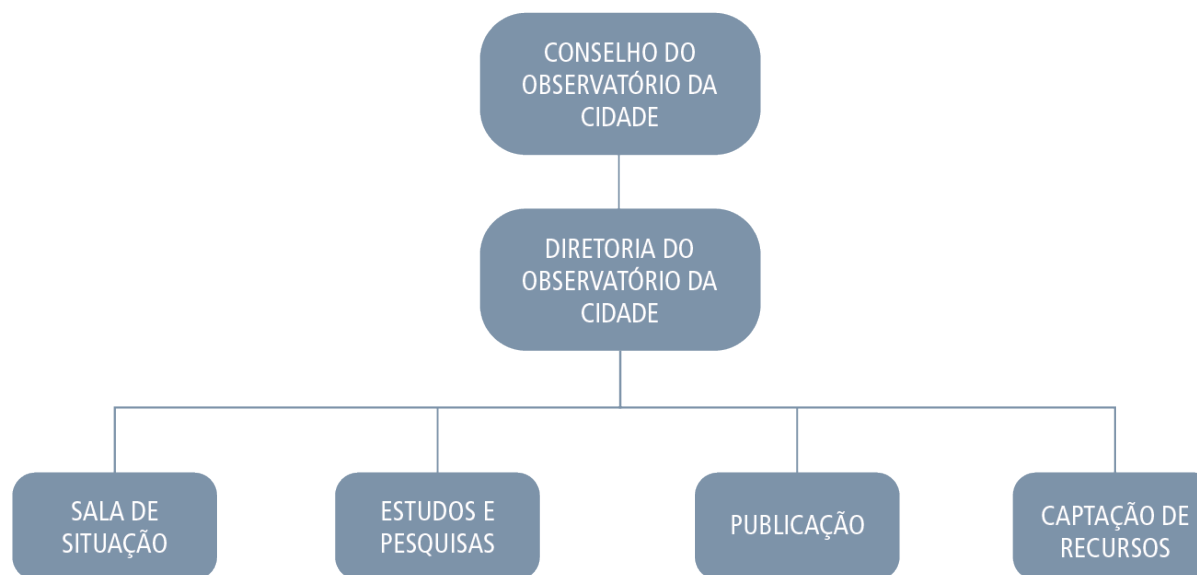 CONSELHO DO
OBSERVATÓRIO DA
CIDADE
DIRETORIA DO
OBSERVATÓRIO DA
CIDADE
SALA DE
SITUAÇÃO
ESTUDOS E
PESQUISAS
PUBLICAÇÃO
CAPTAÇÃO DE
RECURSOS